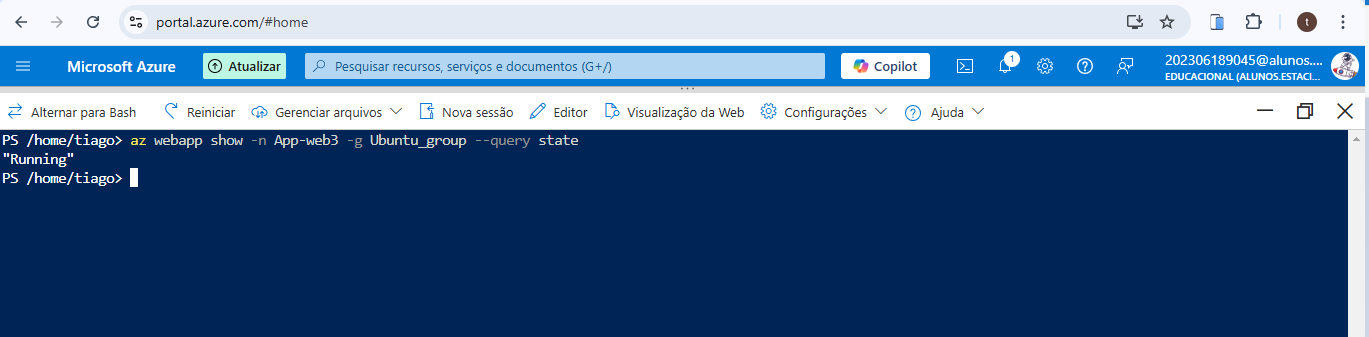 portal.azure.com/#home
t
Microsoft Azure
Atualizar
Pesquisar recursos, serviços e documentos (G+/)
Copilot
1
202306189045@alunos....
EDUCACIONAL (ALUNOS.ESTACI...
Alternar para Bash
Reiniciar
Gerenciar arquivos
Nova sessão
Editor
Visualização da Web
Configurações
Ajuda
PS /home/tiago> az webapp show -n App-web3 -g Ubuntu_group --query state
"Running"
PS /home/tiago>